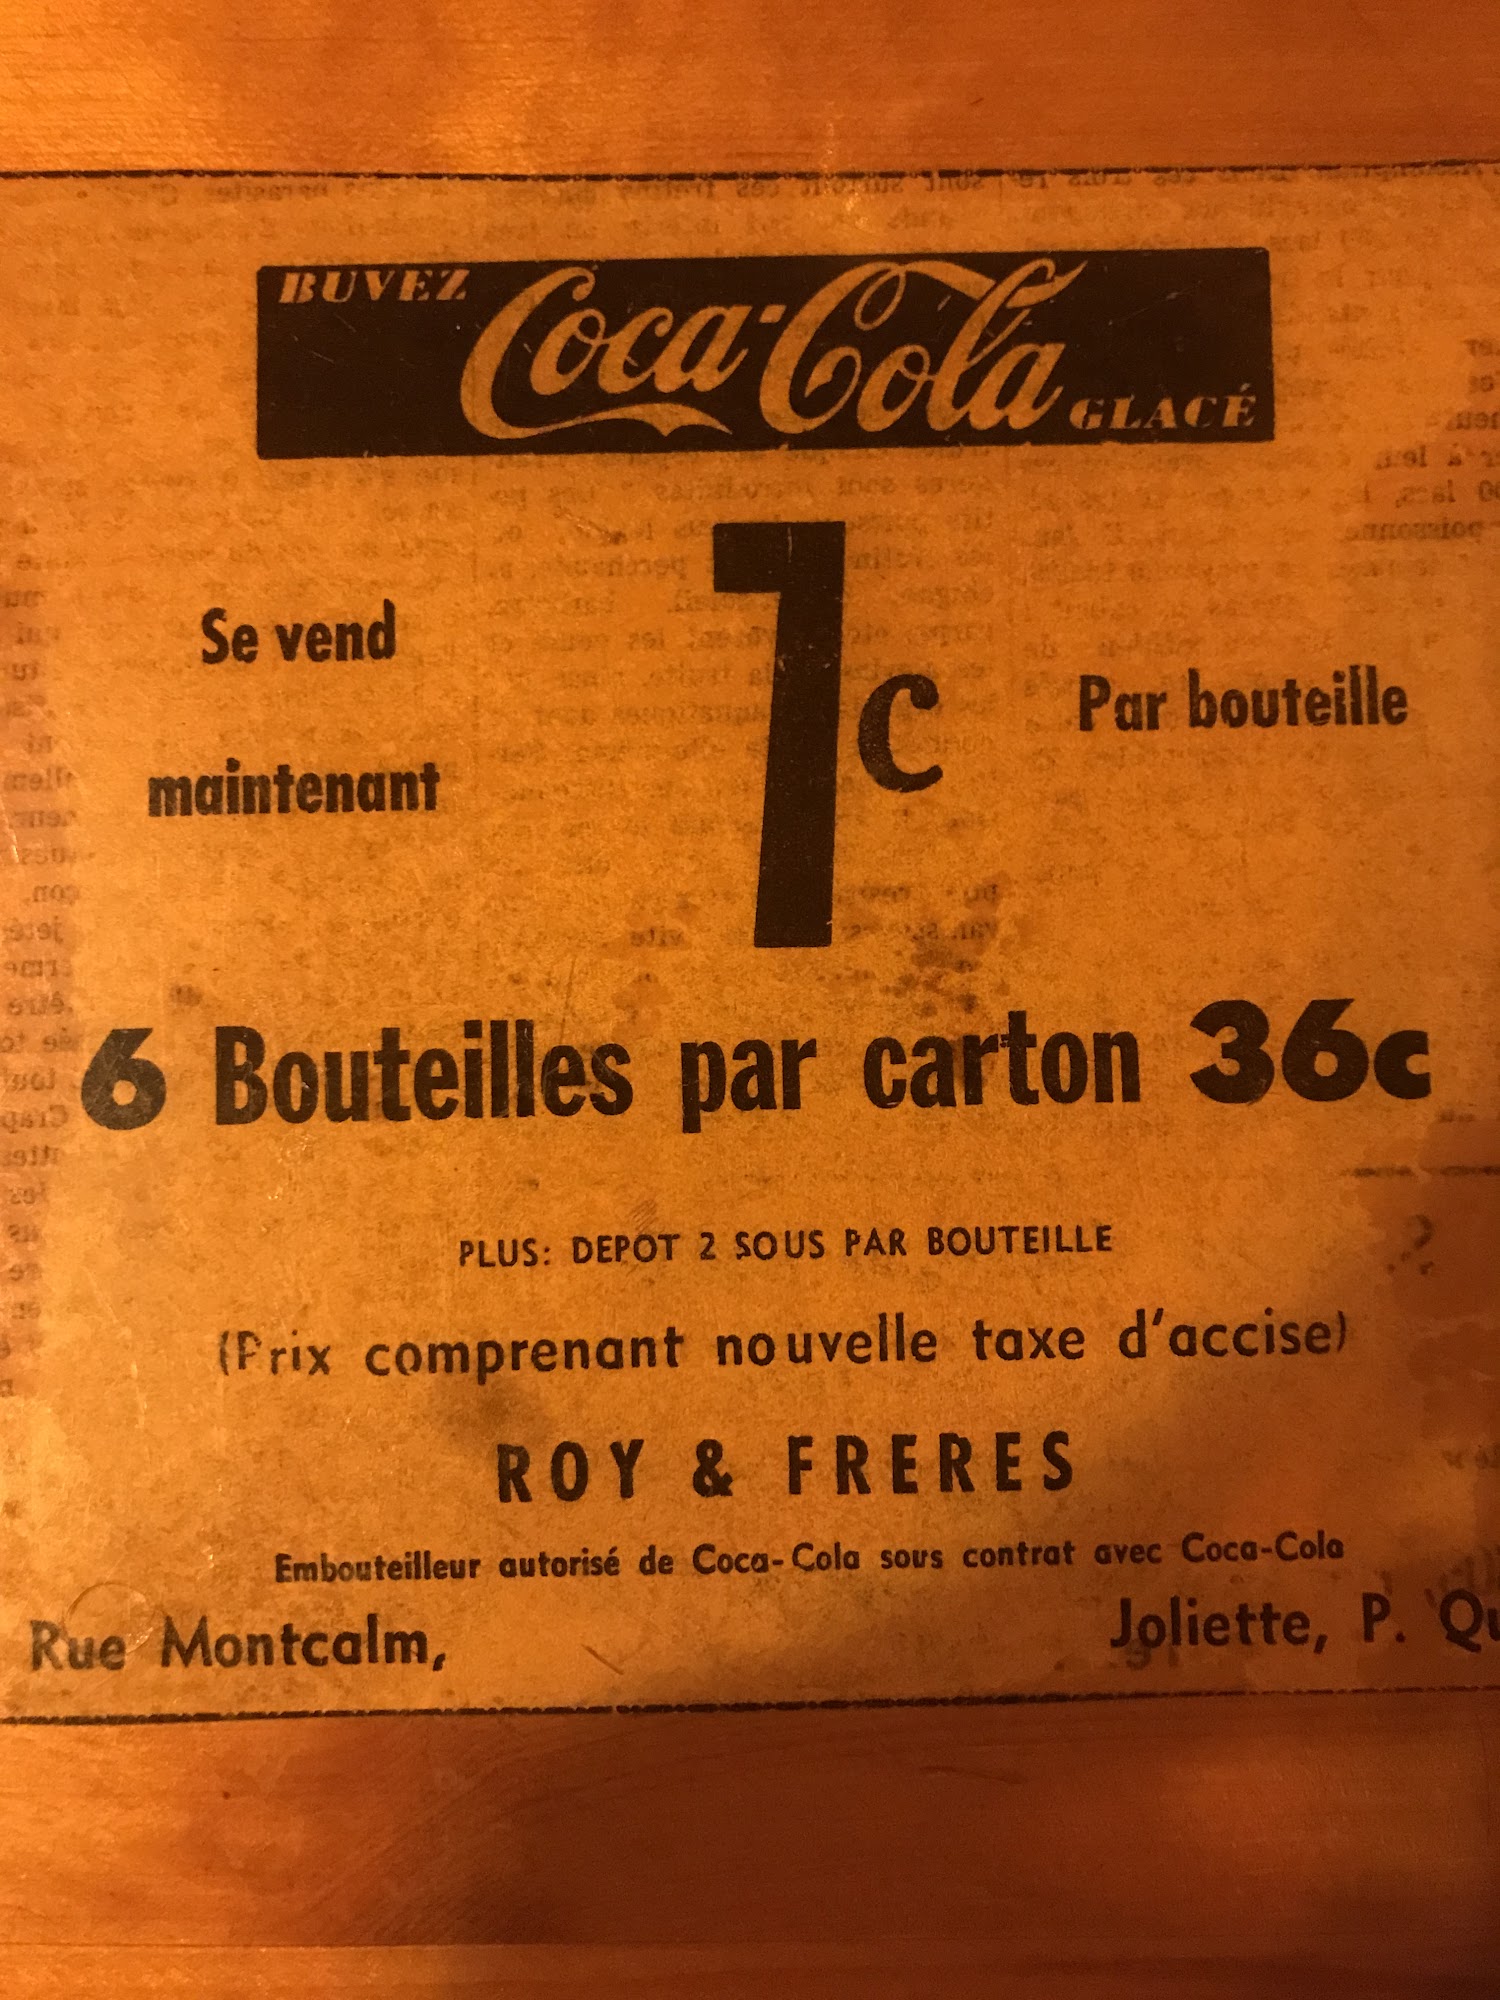 BUVEZ Coca-Cola GLACÉ
Se vend
maintenant
7c
Par bouteille
6 Bouteilles par carton 36c
PLUS: DEPOT 2 SOUS PAR BOUTEILLE
(Prix comprenant nouvelle taxe d'accise)
ROY & FRERES
Embouteilleur autorisé de Coca-Cola sous contrat avec Coca-Cola
Rue Montcalm, Joliette, P. Qu